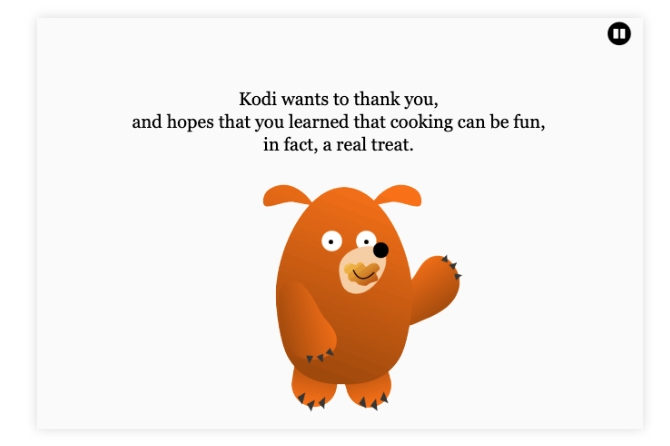 Kodi wants to thank you,
and hopes that you learned that cooking can be fun,
in fact, a real treat.